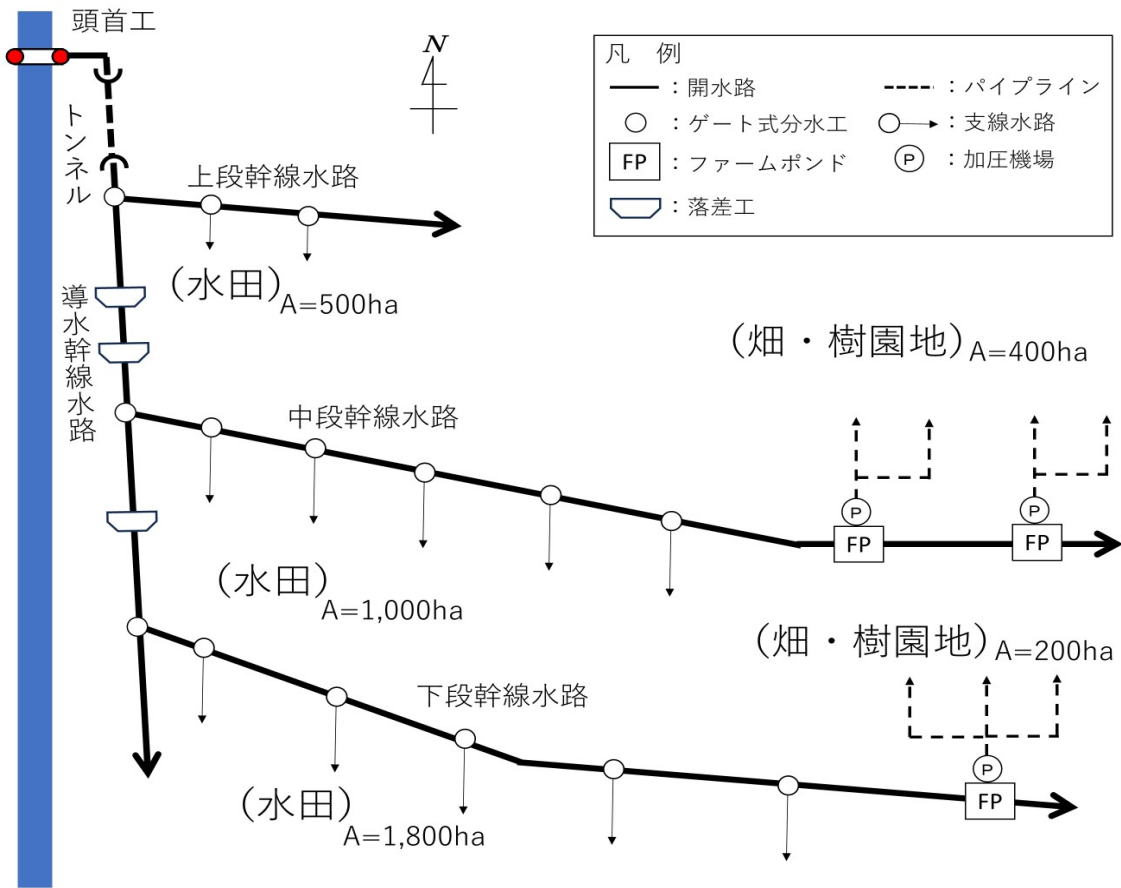 頭首工
N
凡　例
：開水路
：パイプライン
：ゲート式分水工
：支線水路
FP
：ファームポンド
P
：加圧機場
：落差工
トンネル
上段幹線水路
（水田）A=500ha
導水幹線水路
（畑・樹園地）A=400ha
中段幹線水路
P
P
FP
FP
（水田）A=1,000ha
（畑・樹園地）A=200ha
下段幹線水路
P
FP
（水田）A=1,800ha